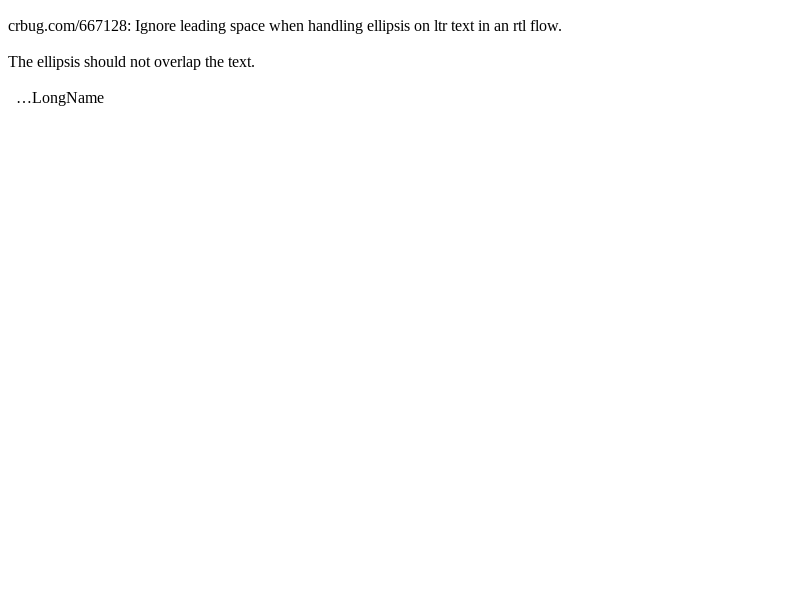 crbug.com/667128: Ignore leading space when handling ellipsis on ltr text in an rtl flow.
The ellipsis should not overlap the text.
…LongName